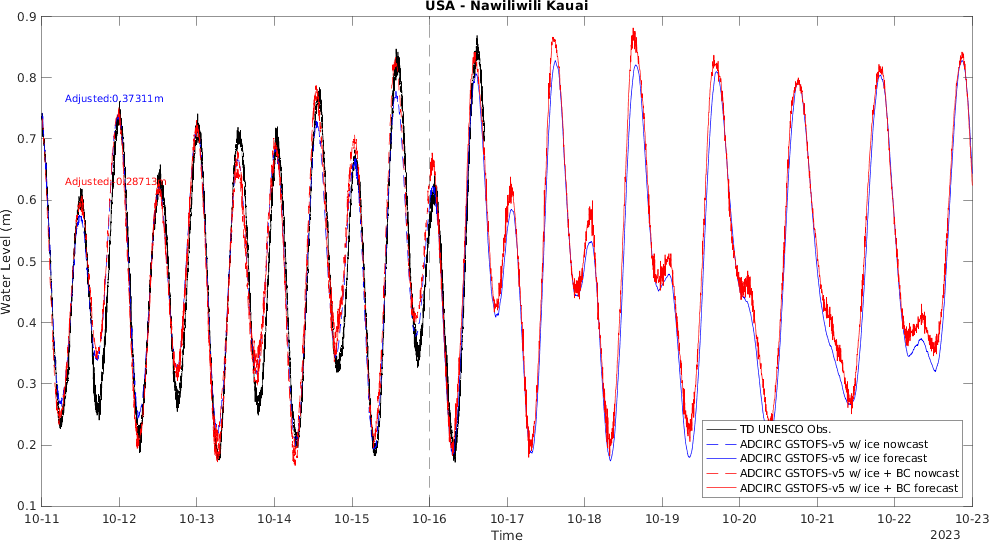 USA - Nawiliwili Kauai
Water Level (m)
0.9
0.8
0.7
0.6
0.5
0.4
0.3
0.2
0.1
Adjusted:0.37311m
Adjusted:-0.28713m
TD UNESCO Obs.
ADCIRC GSTOFS-v5 w/ ice nowcast
ADCIRC GSTOFS-v5 w/ ice forecast
ADCIRC GSTOFS-v5 w/ ice + BC nowcast
ADCIRC GSTOFS-v5 w/ ice + BC forecast
10-11 10-12 10-13 10-14 10-15 10-16 10-17 10-18 10-19 10-20 10-21 10-22 10-23
Time
2023